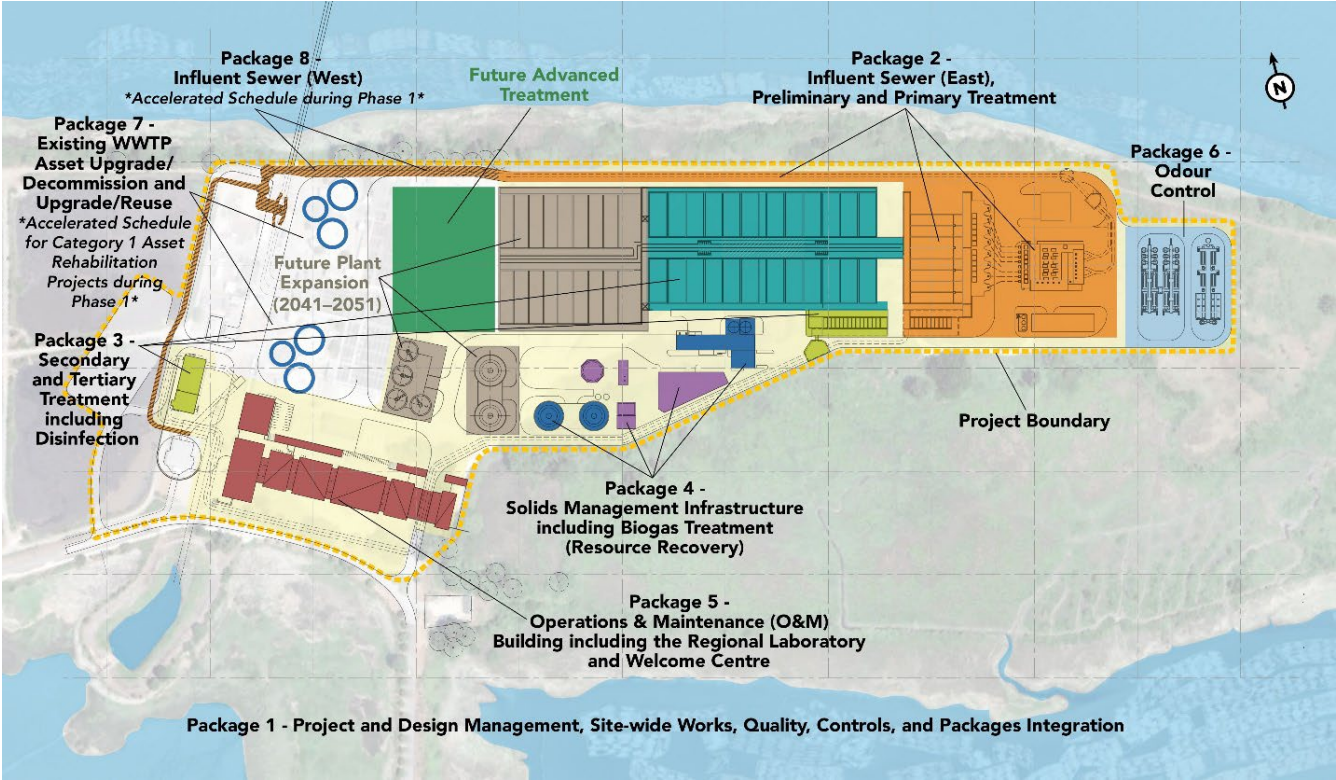 Package 8 -
Influent Sewer (West)
*Accelerated Schedule during Phase 1*
Future Advanced
Treatment
Package 2 -
Influent Sewer (East),
Preliminary and Primary Treatment
N
Package 7 -
Existing WWTP
Asset Upgrade/
Decommission and
Upgrade/Reuse
*Accelerated Schedule
for Category 1 Asset
Rehabilitation
Projects during
Phase 1*
Package 6 -
Odour
Control
Future Plant
Expansion
(2041–2051)
Package 3 -
Secondary
and Tertiary
Treatment
including
Disinfection
Project Boundary
Package 4 -
Solids Management Infrastructure
including Biogas Treatment
(Resource Recovery)
Package 5 -
Operations & Maintenance (O&M)
Building including the Regional Laboratory
and Welcome Centre
Package 1 - Project and Design Management, Site-wide Works, Quality, Controls, and Packages Integration